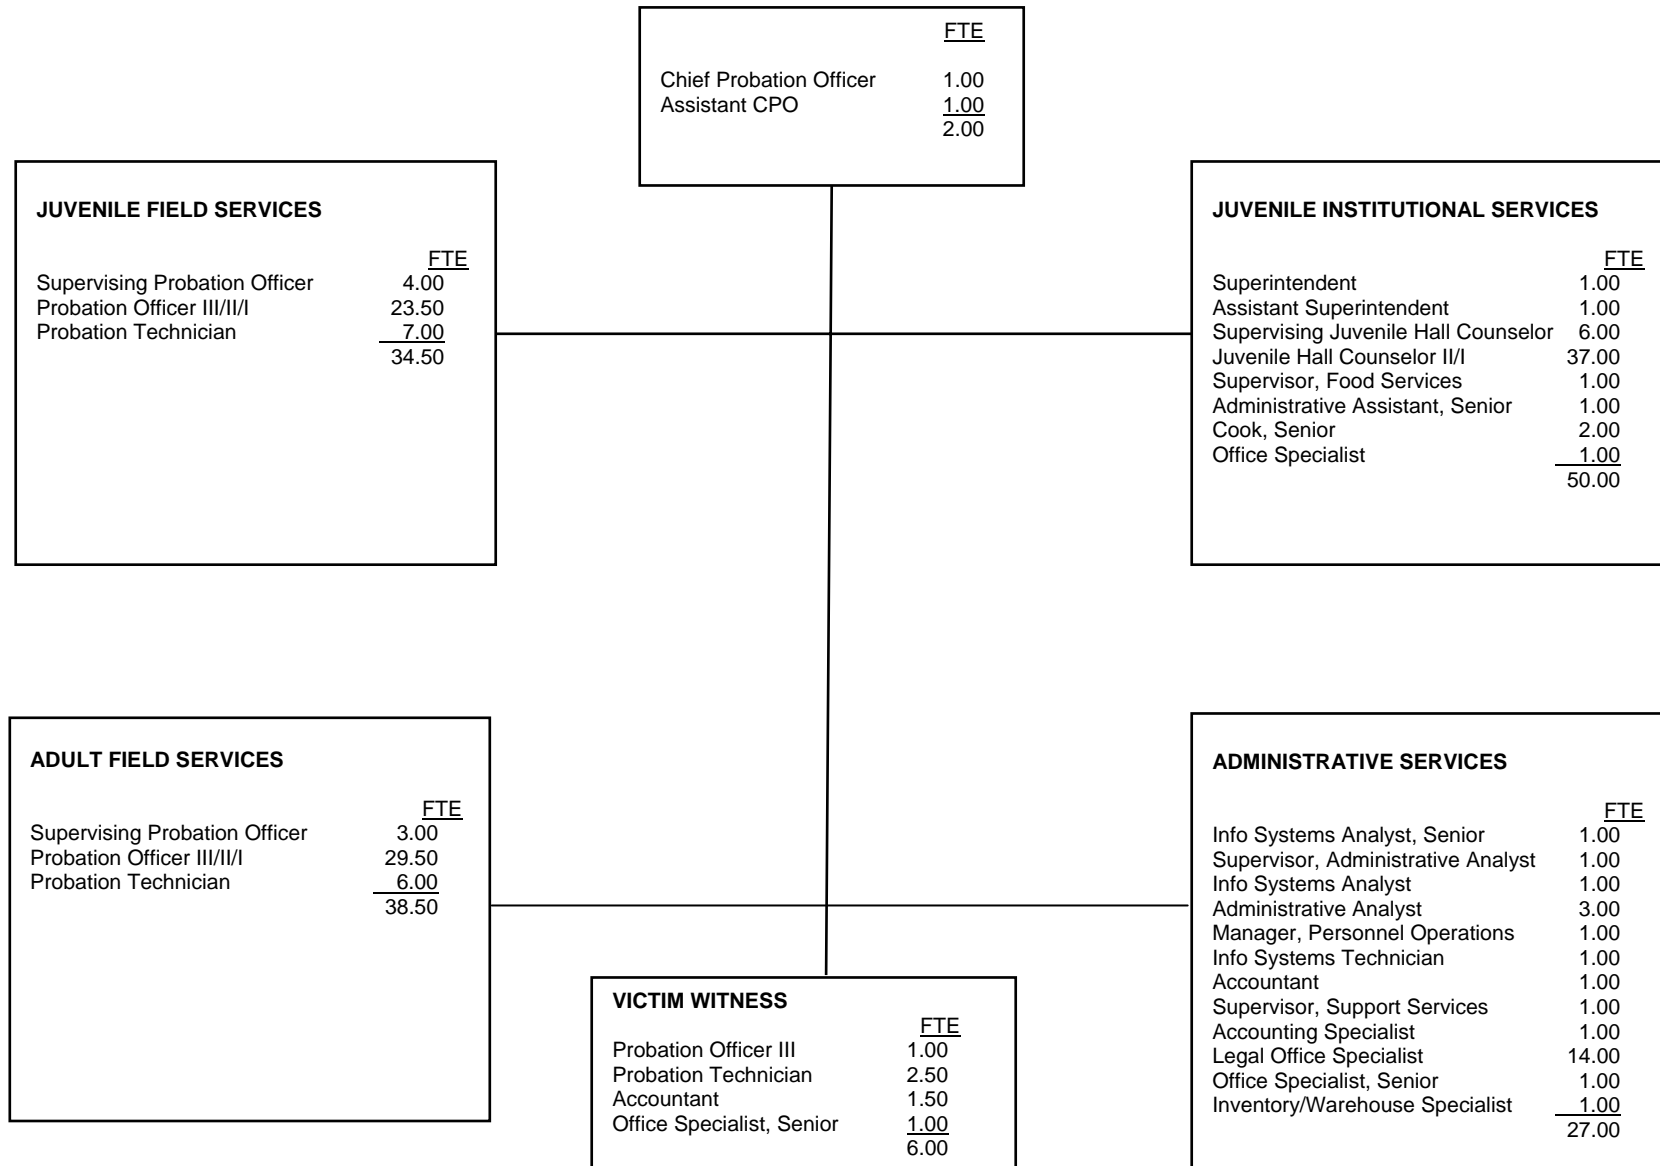 FTE
Chief Probation Officer 1.00
Assistant CPO 1.00
2.00
JUVENILE FIELD SERVICES
FTE
Supervising Probation Officer 4.00
Probation Officer III/II/I 23.50
Probation Technician 7.00
34.50
JUVENILE INSTITUTIONAL SERVICES
FTE
Superintendent 1.00
Assistant Superintendent 1.00
Supervising Juvenile Hall Counselor 6.00
Juvenile Hall Counselor II/I 37.00
Supervisor, Food Services 1.00
Administrative Assistant, Senior 1.00
Cook, Senior 2.00
Office Specialist 1.00
50.00
ADULT FIELD SERVICES
FTE
Supervising Probation Officer 3.00
Probation Officer III/II/I 29.50
Probation Technician 6.00
38.50
VICTIM WITNESS
FTE
Probation Officer III 1.00
Probation Technician 2.50
Accountant 1.50
Office Specialist, Senior 1.00
6.00
ADMINISTRATIVE SERVICES
FTE
Info Systems Analyst, Senior 1.00
Supervisor, Administrative Analyst 1.00
Info Systems Analyst 1.00
Administrative Analyst 3.00
Manager, Personnel Operations 1.00
Info Systems Technician 1.00
Accountant 1.00
Supervisor, Support Services 1.00
Accounting Specialist 1.00
Legal Office Specialist 14.00
Office Specialist, Senior 1.00
Inventory/Warehouse Specialist 1.00
27.00